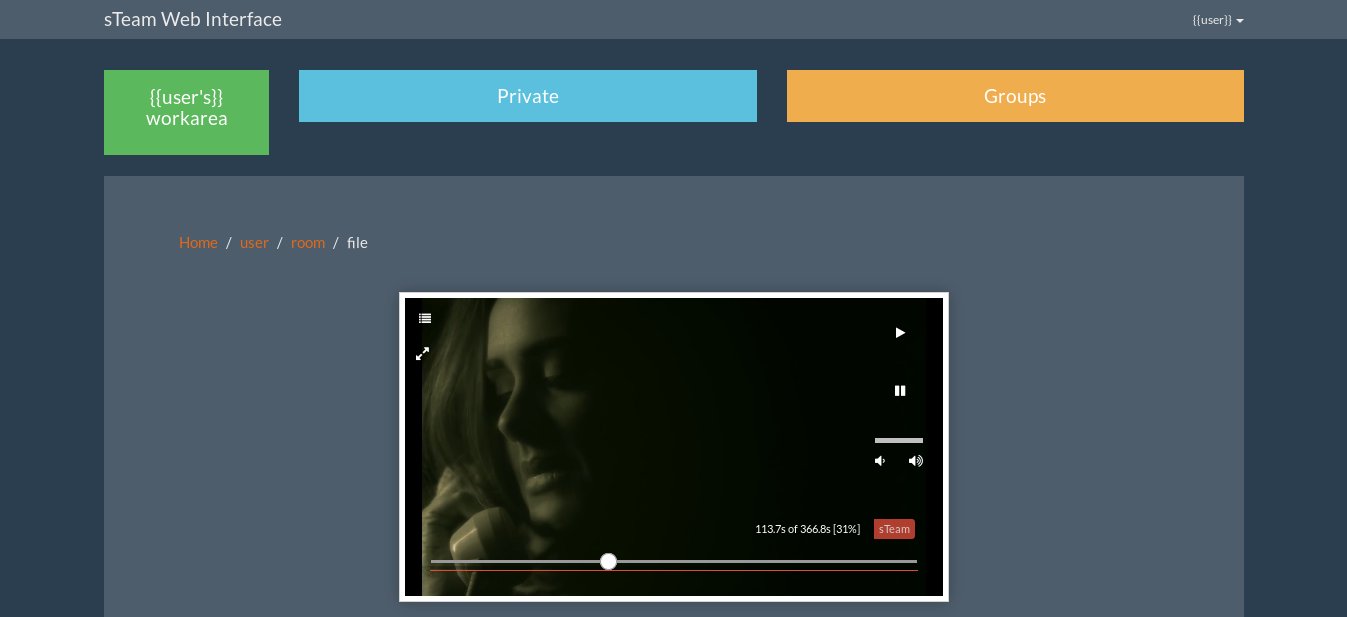 sTeam Web Interface
{{user}}
{{user's}}
workarea
Private
Groups
Home / user / room / file
113.7s of 366.8s [31%]
sTeam